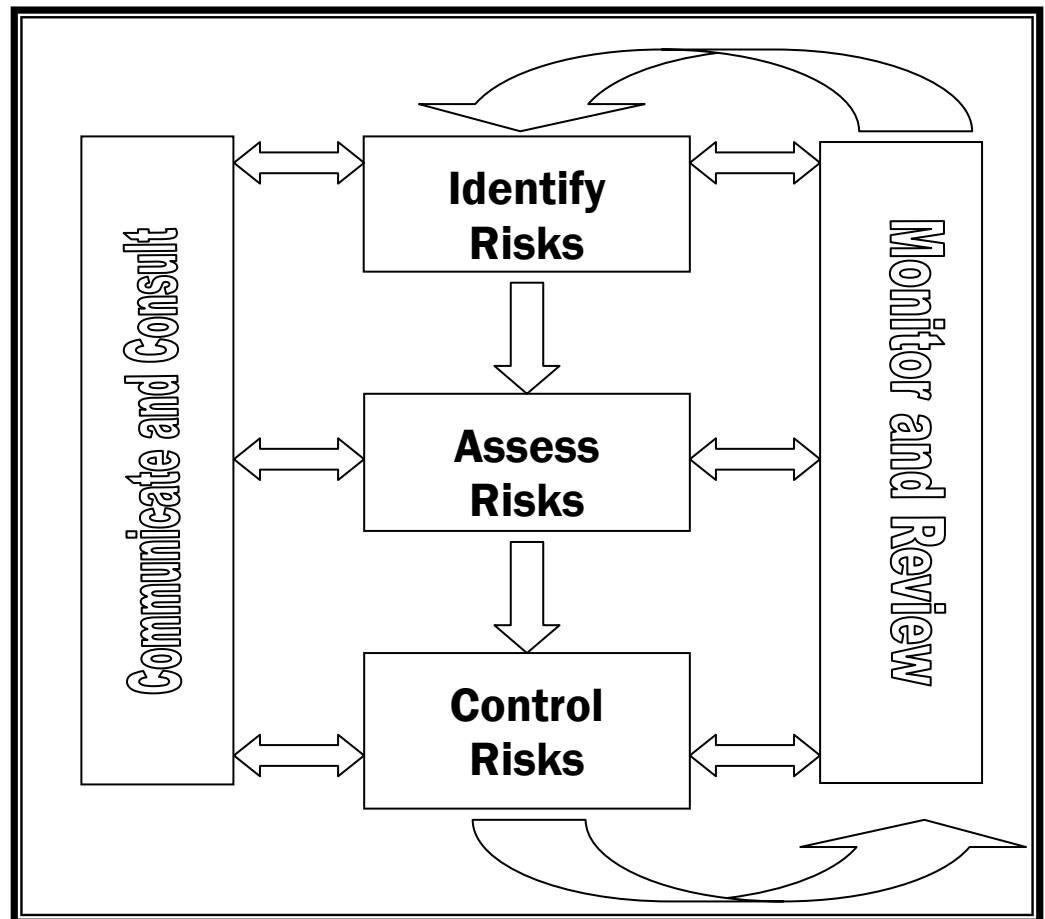 Communicate and Consult
Identify
Risks
Assess
Risks
Control
Risks
Monitor and Review